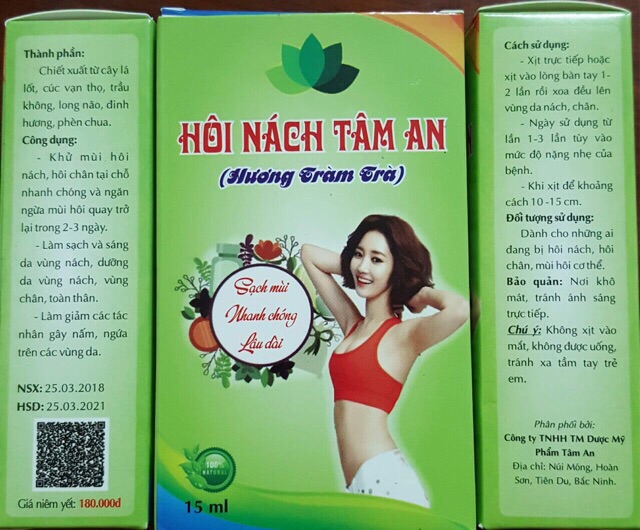 Thành phần:
Chiết xuất từ cây lá
lốt, cúc vạn thọ, trầu
không, long não, đinh
hương, phèn chua.
Công dụng:
- Khử mùi hôi
nách, hôi chân tại chỗ
nhanh chóng và ngăn
ngừa mùi hôi quay trở
lại trong 2-3 ngày.
- Làm sạch và sáng
da vùng nách, dưỡng
da vùng nách, vùng
chân, toàn thân.
- Làm giảm các tác
nhân gây nấm, ngứa
trên các vùng da.
NSX: 25.03.2018
HSD: 25.03.2021
Giá niêm yết: 180.000đ
HÔI NÁCH TÂM AN
(Hương Tràm Trà)
Sạch mùi
Nhanh chóng
Lâu dài
100%
NATURAL
15 ml
Cách sử dụng:
- Xịt trực tiếp hoặc
xịt vào lòng bàn tay 1-
2 lần rồi xoa đều lên
vùng da nách, chân.
- Ngày sử dụng từ
lần 1-3 lần tùy vào
mức độ nặng nhẹ của
bệnh.
- Khi xịt để khoảng
cách 10 -15 cm.
Đối tượng sử dụng:
Dành cho những ai
đang bị hôi nách, hôi
chân, mùi hôi cơ thể.
Bảo quản: Nơi khô
mát, tránh ánh sáng
trực tiếp.
Chú ý: Không xịt vào
mắt, không được uống,
tránh xa tầm tay trẻ
em.
Phân phối bởi:
Công ty TNHH TM Dược Mỹ
Phẩm Tâm An
Địa chỉ: Núi Móng, Hoàn
Sơn, Tiên Du, Bắc Ninh.